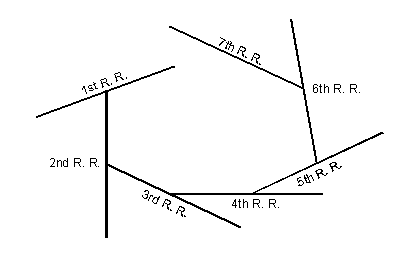 1st R. R.
2nd R. R.
3rd R. R.
4th R. R.
5th R. R.
6th R. R.
7th R. R.